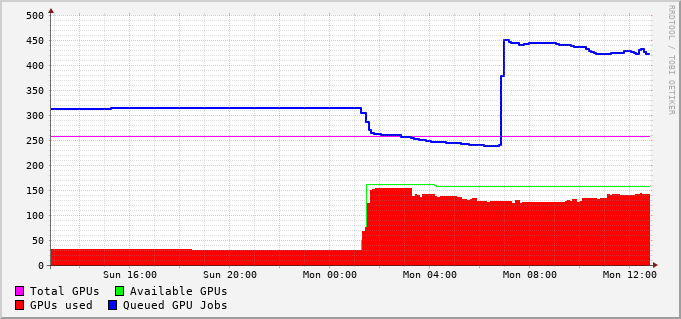 500
450
400
350
300
250
200
150
100
50
0
Sun 16:00 Sun 20:00 Mon 00:00 Mon 04:00 Mon 08:00 Mon 12:00
Total GPUs Available GPUs
GPUs used Queued GPU Jobs
RRDTOOL / TOBI OETIKER